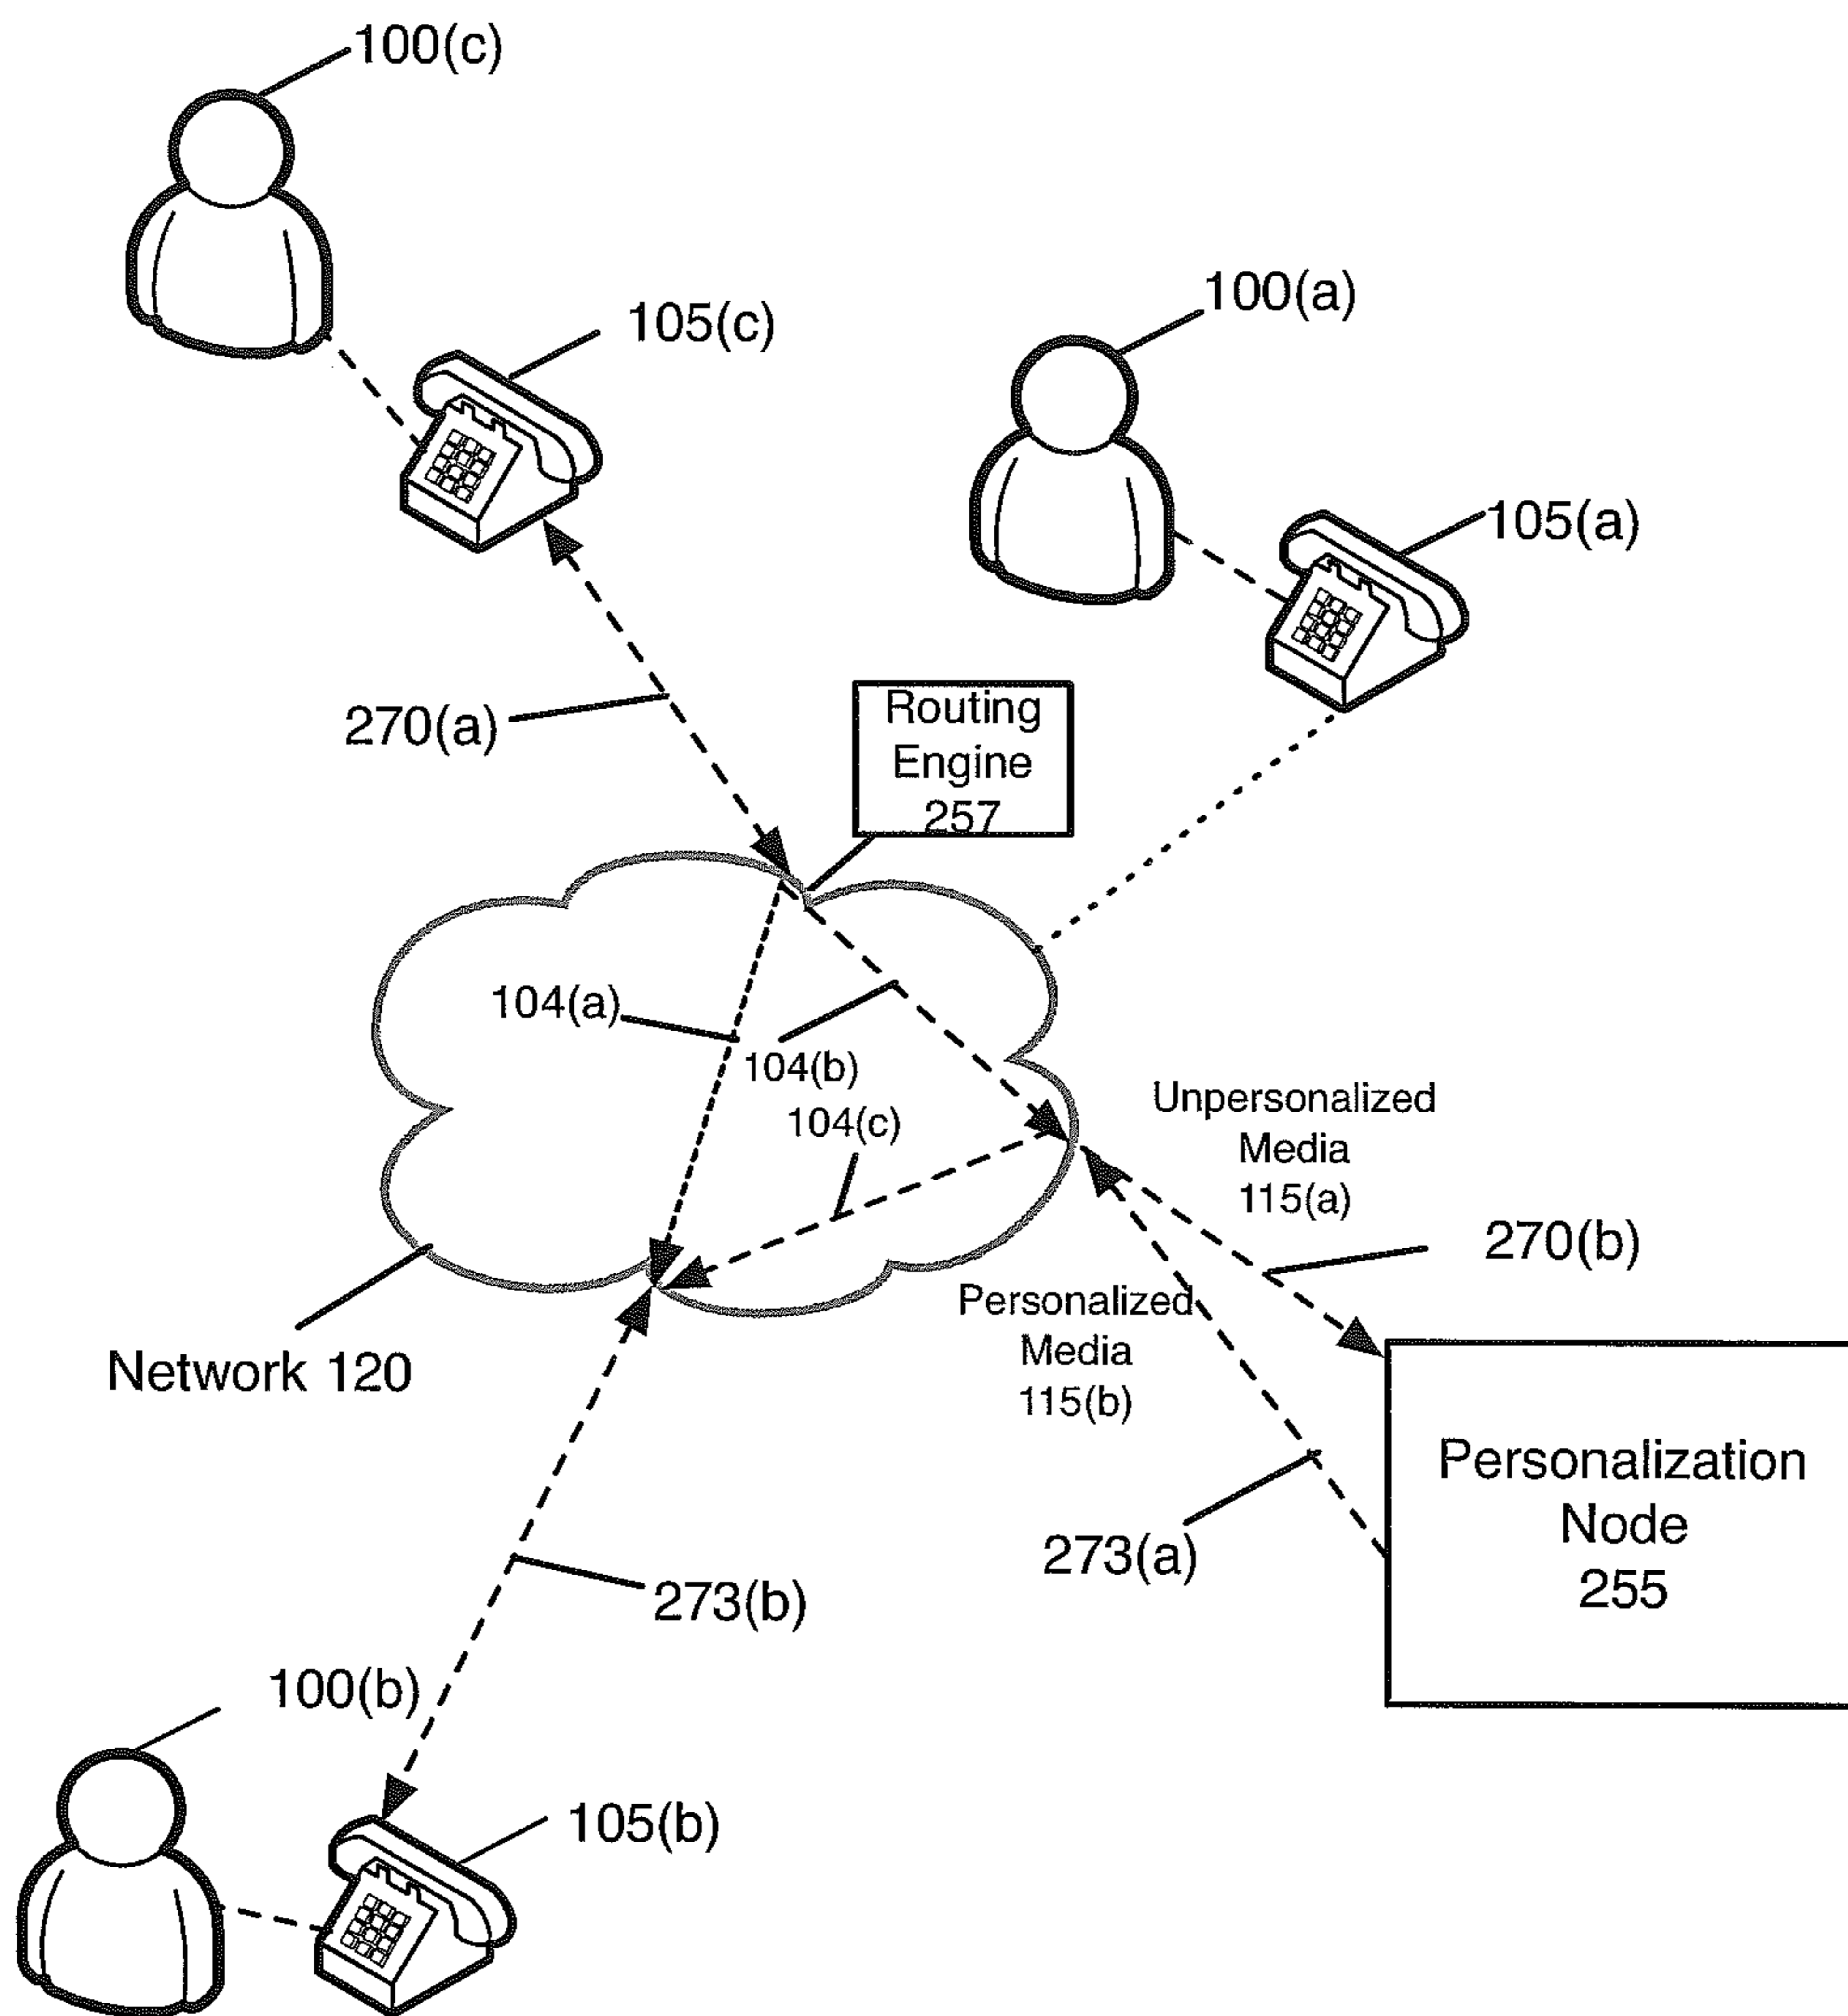 100(c)
100(a)
105(c)
105(a)
270(a)
Routing
Engine
257
104(a)
104(b)
104(c)
Unpersonalized
Media
115(a)
270(b)
Personalized
Media
115(b)
Network 120
Personalization
Node
255
273(a)
273(b)
100(b)
105(b)